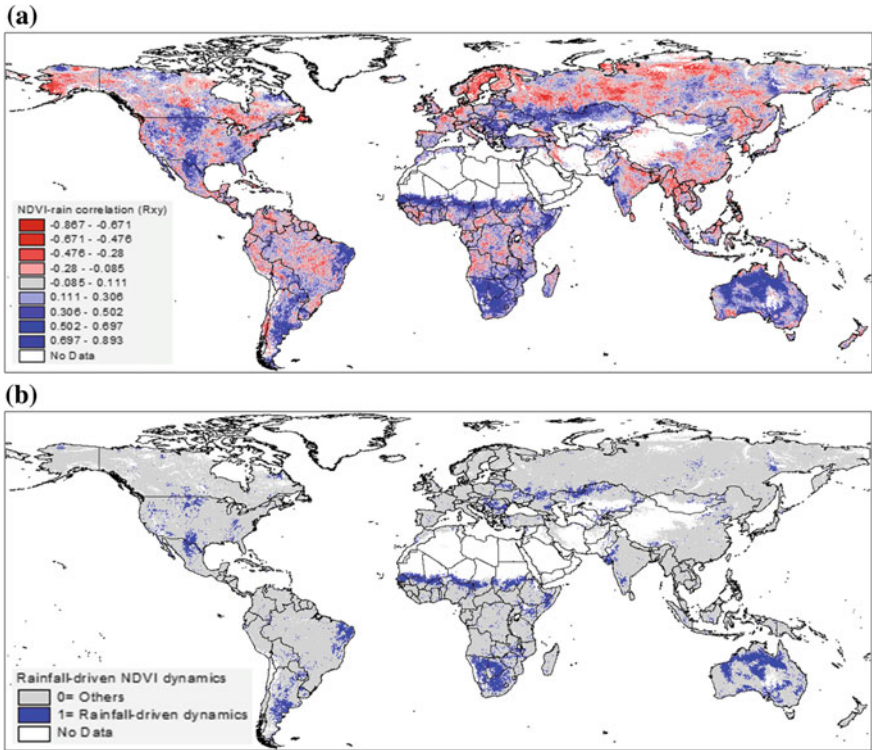 (a)
NDVI-rain correlation (Rxy)
-0.867 - -0.671
-0.671 - -0.476
-0.476 - -0.28
-0.28 - -0.085
-0.085 - 0.111
0.111 - 0.306
0.306 - 0.502
0.502 - 0.697
0.697 - 0.893
No Data
(b)
Rainfall-driven NDVI dynamics
0= Others
1= Rainfall-driven dynamics
No Data